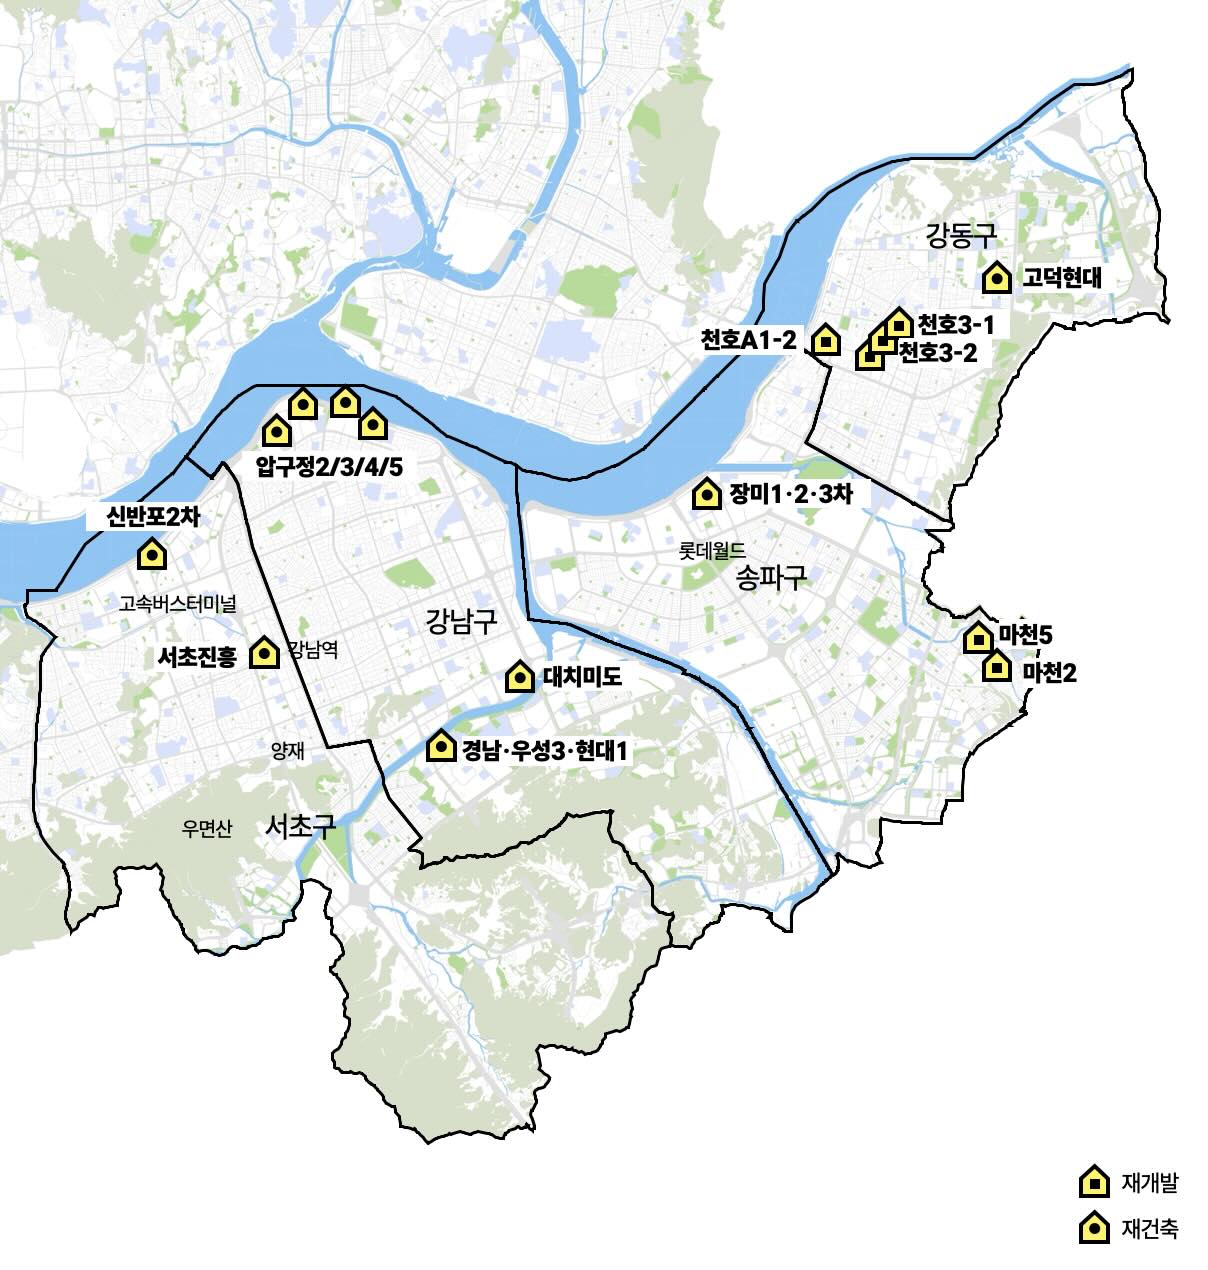 강동구
고덕현대
천호3-1
천호A1-2
천호3-2
압구정2/3/4/5
장미1·2·3차
신반포2차
롯데월드
송파구
고속버스터미널
강남구
마천5
서초진흥
강남역
마천2
대치미도
경남·우성3·현대1
양재
우면산
서초구
재개발
재건축